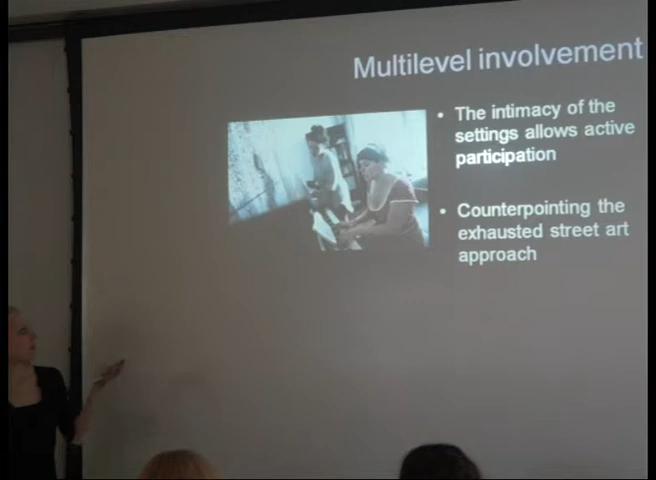 Multilevel involvement
• The intimacy of the
settings allows active
participation
• Counterpointing the
exhausted street art
approach